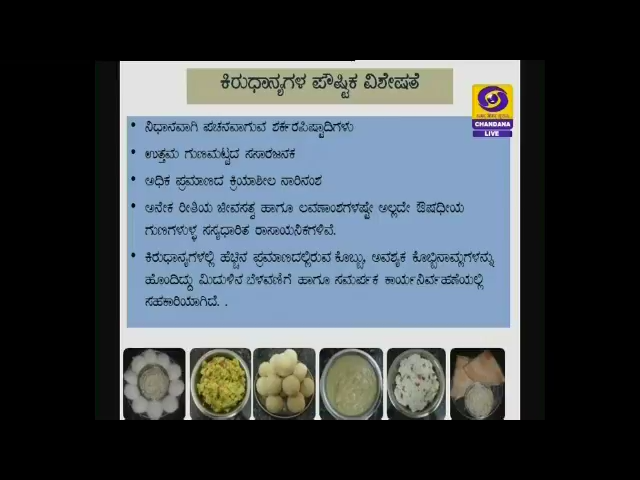 ಕಿರುಧಾನ್ಯಗಳ ಪೌಷ್ಟಿಕ ವಿಶೇಷತೆ
CHANDANA
LIVE
• ನಿಧಾನವಾಗಿ ಪಚನವಾಗುವ ಶರ್ಕರಪಿಷ್ಟಾದಿಗಳು
• ಉತ್ತಮ ಗುಣಮಟ್ಟದ ಸಸಾರಜನಕ
• ಅಧಿಕ ಪ್ರಮಾಣದ ಕ್ರಿಯಾಶೀಲ ನಾರಿನಂಶ
• ಅನೇಕ ರೀತಿಯ ಜೀವಸತ್ವ ಹಾಗೂ ಲವಣಾಂಶಗಳಷ್ಟೇ ಅಲ್ಲದೇ ಔಷಧೀಯ
ಗುಣಗಳುಳ್ಳ ಸಸ್ಯಧಾರಿತ ರಾಸಾಯನಿಕಗಳಿವೆ.
• ಕಿರುಧಾನ್ಯಗಳಲ್ಲಿ ಹೆಚ್ಚಿನ ಪ್ರಮಾಣದಲ್ಲಿರುವ ಕೊಬ್ಬು, ಅವಶ್ಯಕ ಕೊಬ್ಬಿನಾಮ್ಲಗಳನ್ನು
ಹೊಂದಿದ್ದು ಮಿದುಳಿನ ಬೆಳವಣಿಗೆ ಹಾಗೂ ಸಮರ್ಪಕ ಕಾರ್ಯನಿರ್ವಹಣೆಯಲ್ಲಿ
ಸಹಕಾರಿಯಾಗಿದೆ. .